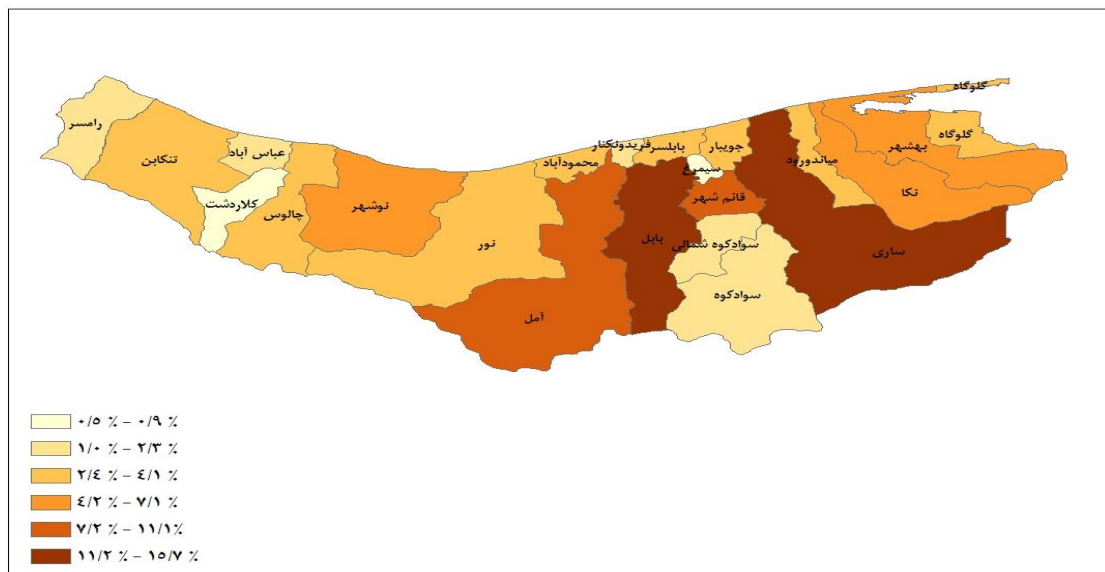 گلوگاه
رامسر
تنکابن
عباس آباد
کلاردشت
چالوس
نوشهر
نور
محمودآباد
آمل
فریدونکنار
بابلسر
بابل
سیمرغ
جویبار
قائم شهر
سوادکوه شمالی
سوادکوه
ساری
میاندورود
نکا
بهشهر
گلوگاه
۰/۵ % – ۰/۹ %
۱/۰ % – ۲/۳ %
۲/٤ % – ٤/۱ %
٤/۲ % – ۷/۱ %
۷/۲ % – ۱۱/۱%
۱۱/۲ % – ۱٥/۷ %